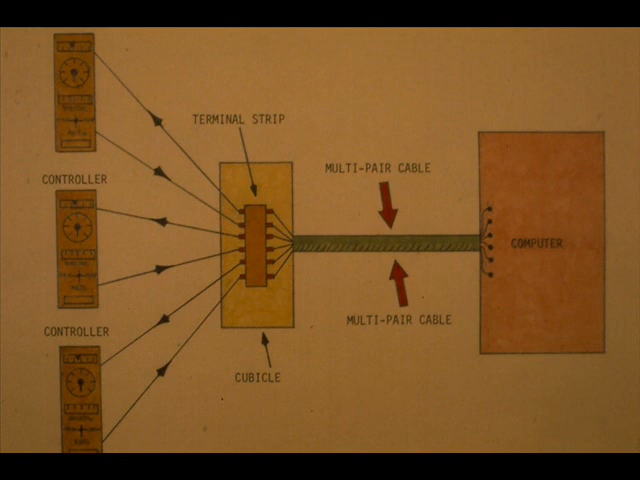 TERMINAL STRIP
CONTROLLER
MULTI-PAIR CABLE
COMPUTER
MULTI-PAIR CABLE
CONTROLLER
CUBICLE